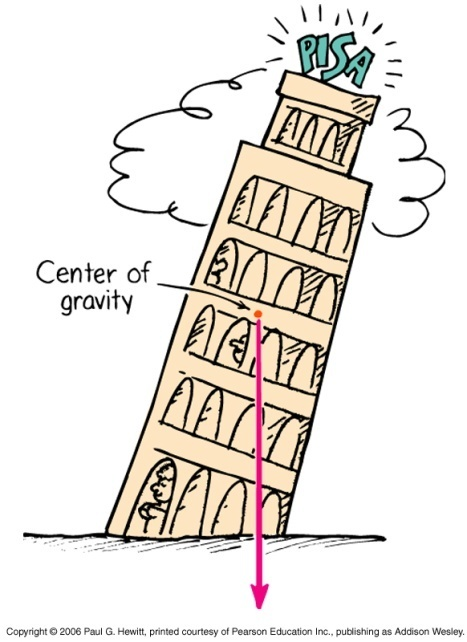 PISA
Center of
gravity
Copyright © 2006 Paul G. Hewitt, printed courtesy of Pearson Education Inc., publishing as Addison Wesley.